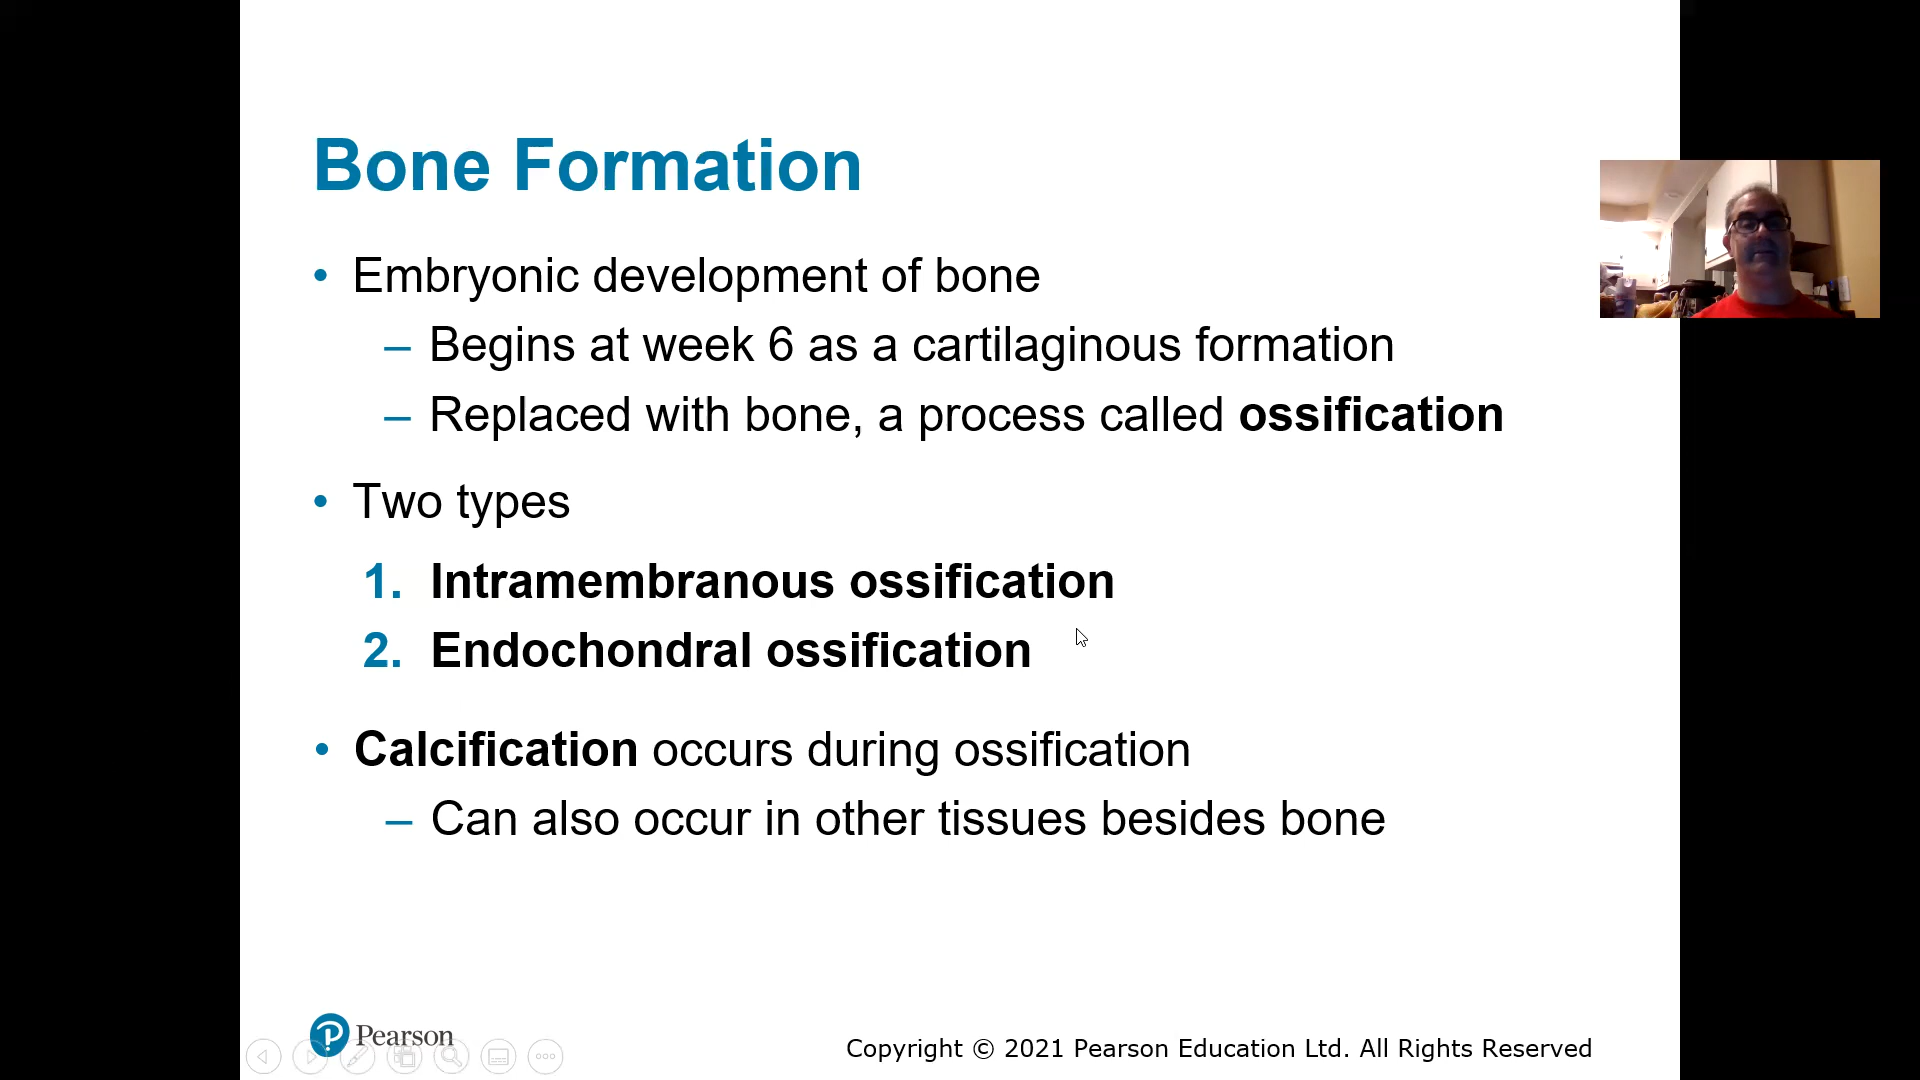 Bone Formation
• Embryonic development of bone
– Begins at week 6 as a cartilaginous formation
– Replaced with bone, a process called ossification
• Two types
1. Intramembranous ossification
2. Endochondral ossification
• Calcification occurs during ossification
– Can also occur in other tissues besides bone
Pearson
Copyright © 2021 Pearson Education Ltd. All Rights Reserved